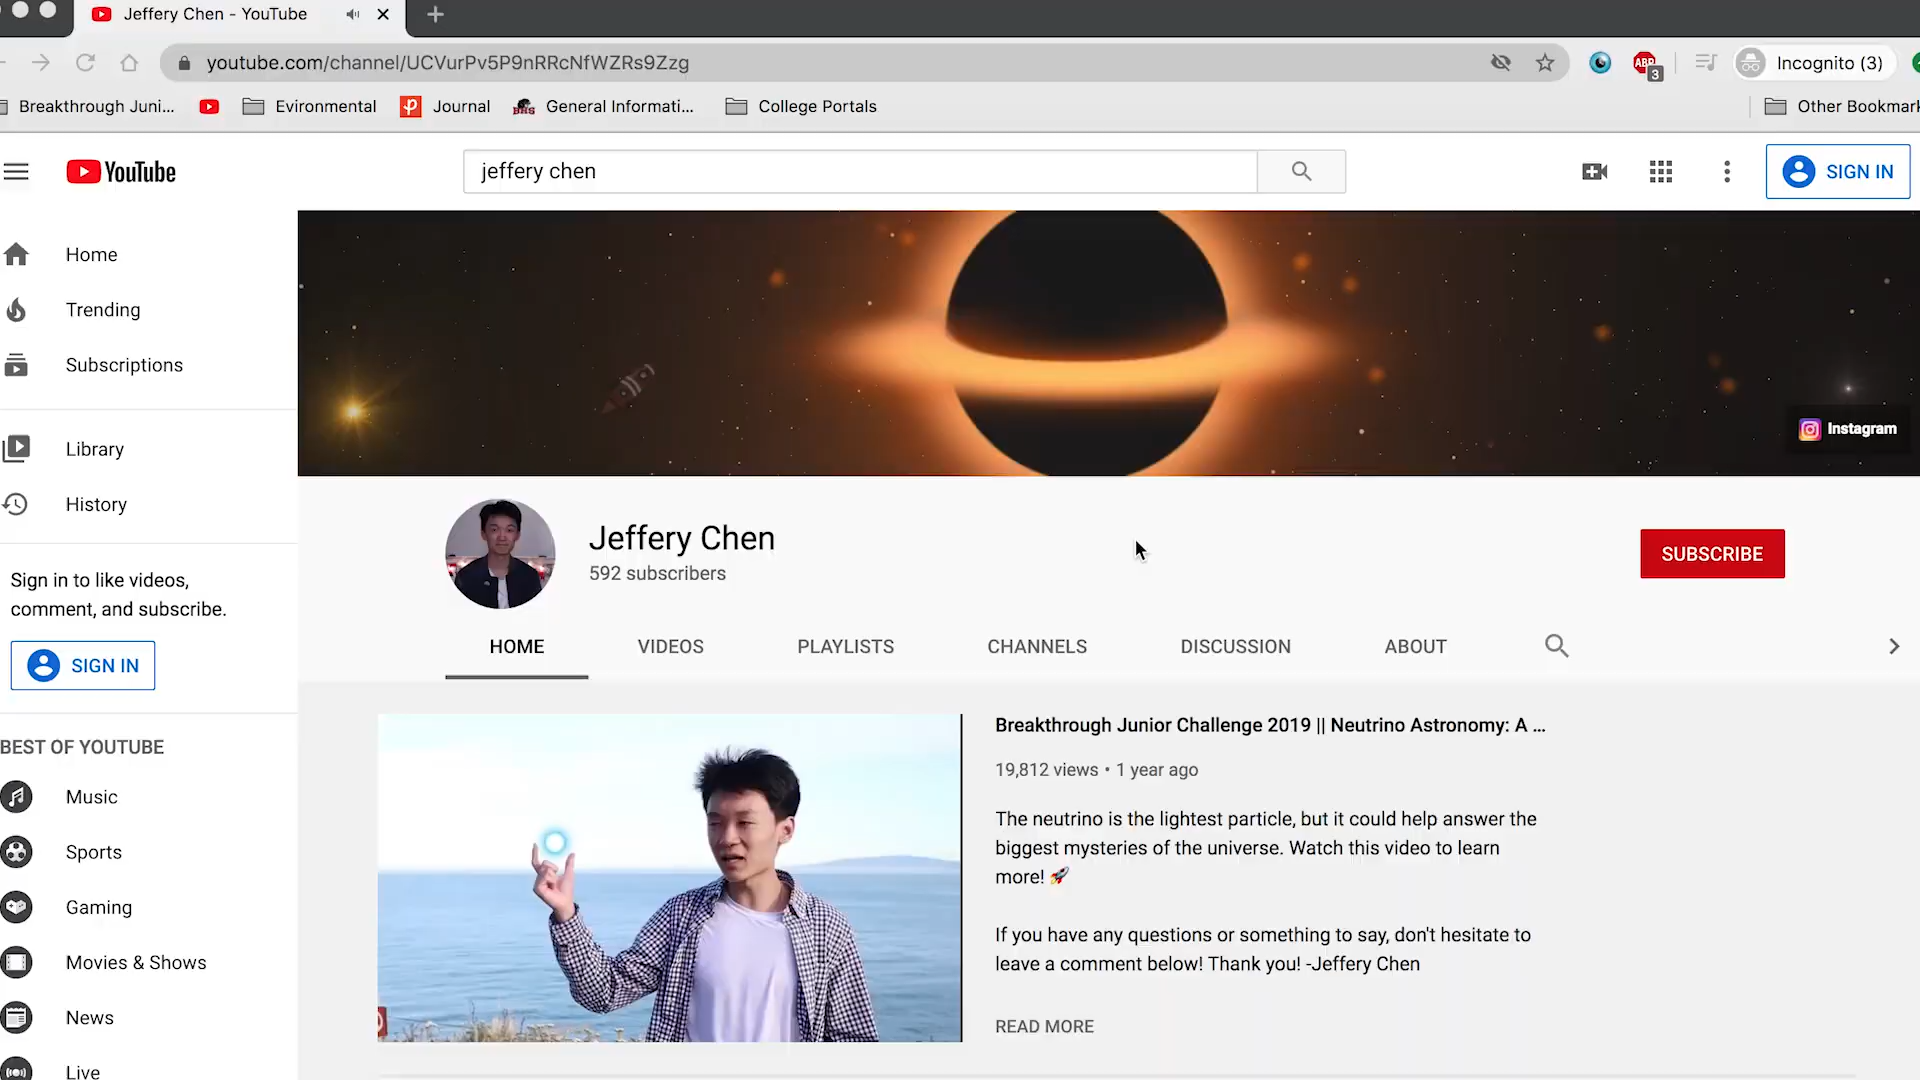 Jeffery Chen - YouTube
youtube.com/channel/UCVurPv5P9nRRcNfWZRs9Zzg
ABP
3
Incognito (3)
Breakthrough Juni...
Evironmental
Journal
BHS
General Informati...
College Portals
Other Bookmark
YouTube
jeffery chen
SIGN IN
Home
Trending
Subscriptions
Library
History
Sign in to like videos,
comment, and subscribe.
SIGN IN
BEST OF YOUTUBE
Music
Sports
Gaming
Movies & Shows
News
Live
Instagram
Jeffery Chen
592 subscribers
SUBSCRIBE
HOME
VIDEOS
PLAYLISTS
CHANNELS
DISCUSSION
ABOUT
Breakthrough Junior Challenge 2019 || Neutrino Astronomy: A ...
19,812 views • 1 year ago
The neutrino is the lightest particle, but it could help answer the
biggest mysteries of the universe. Watch this video to learn
more! 🚀
If you have any questions or something to say, don't hesitate to
leave a comment below! Thank you! -Jeffery Chen
READ MORE